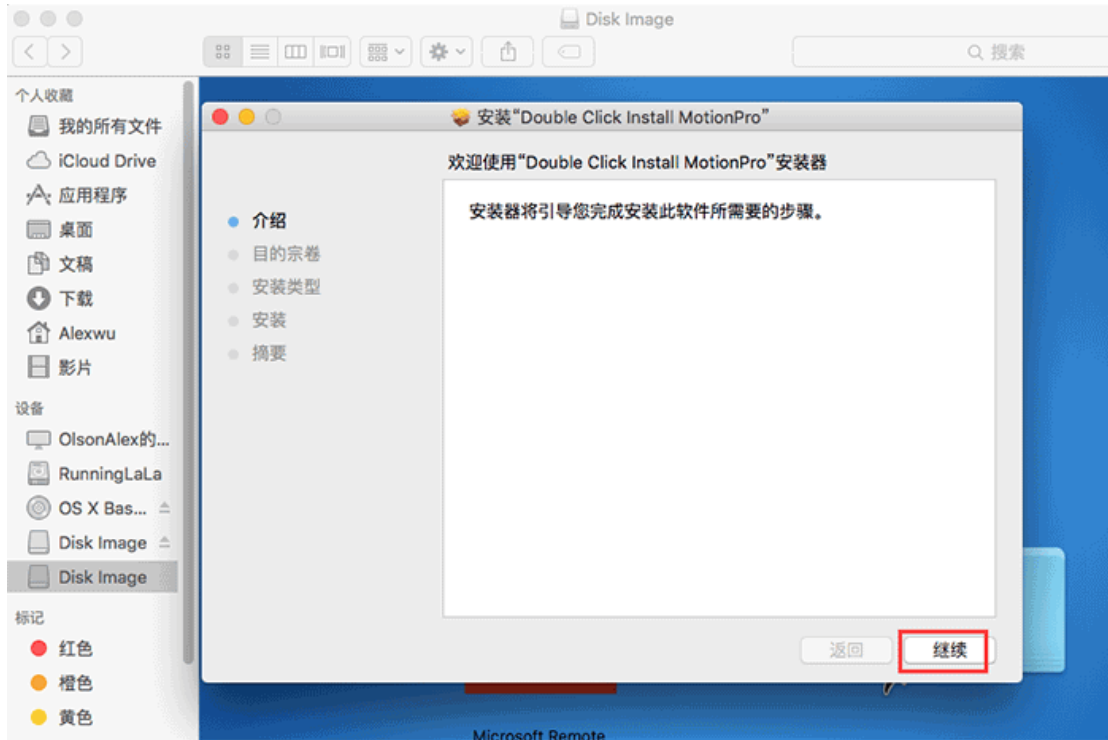 Disk Image
搜索
个人收藏
我的所有文件
iCloud Drive
应用程序
桌面
文稿
下载
Alexwu
影片
设备
OlsonAlex的...
RunningLaLa
OS X Bas...
Disk Image
Disk Image
标记
红色
橙色
黄色
安装“Double Click Install MotionPro”
欢迎使用“Double Click Install MotionPro”安装器
介绍
目的宗卷
安装类型
安装
摘要
安装器将引导您完成安装此软件所需要的步骤。
返回
继续
Microsoft Remote